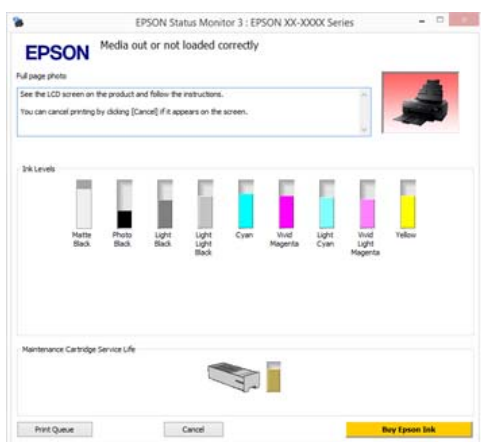 EPSON Status Monitor 3 : EPSON XX-XXXX Series
EPSON
Media out or not loaded correctly
Full page photo
See the LCD screen on the product and follow the instructions.
You can cancel printing by clicking [Cancel] if it appears on the screen.
Ink Levels
Matte Black
Photo Black
Light Black
Light Light Black
Cyan
Vivid Magenta
Light Cyan
Vivid Light Magenta
Yellow
Maintenance Cartridge Service Life
Print Queue
Cancel
Buy Epson Ink